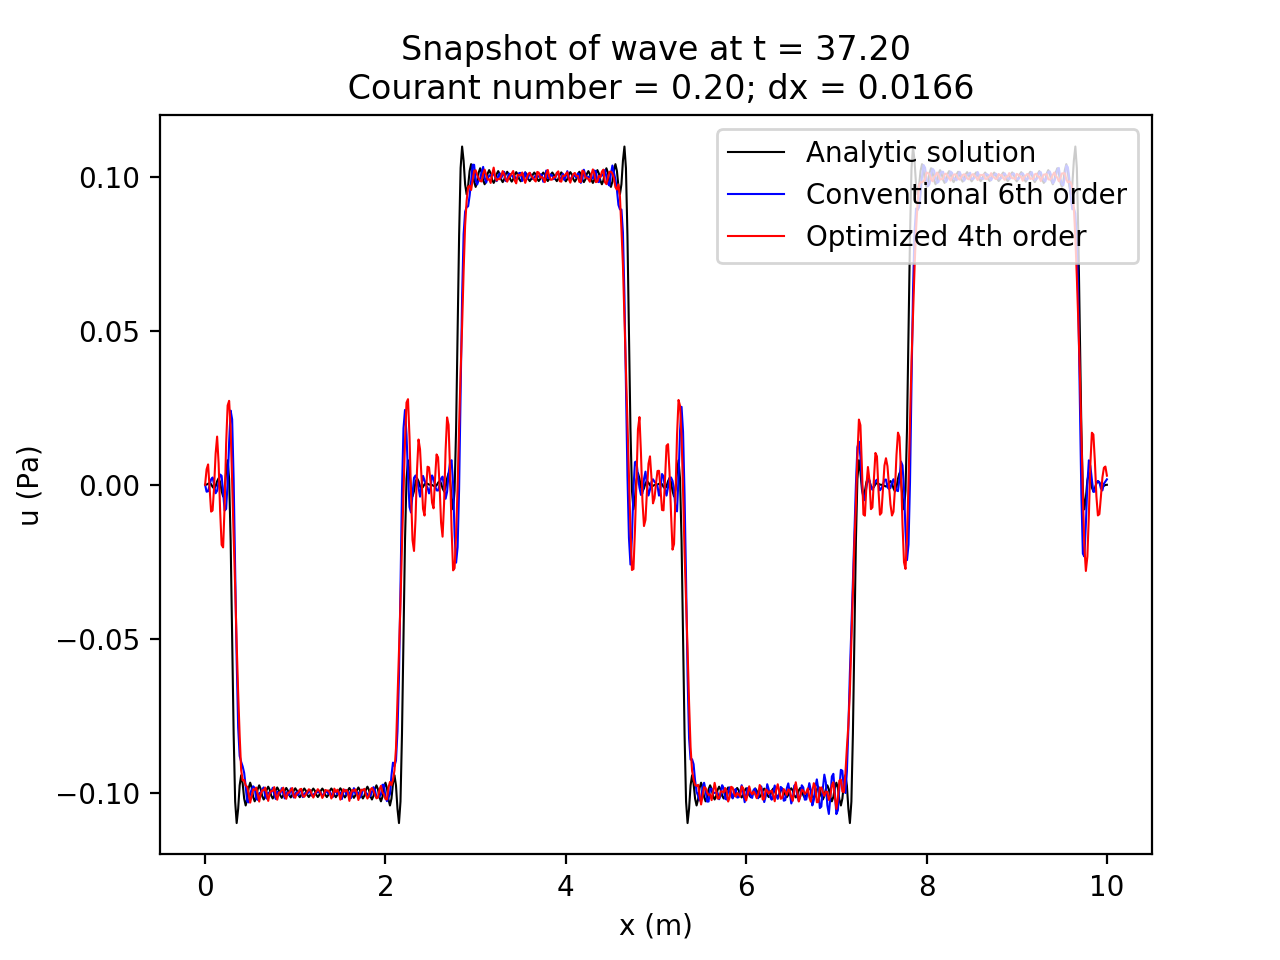 Snapshot of wave at t = 37.20
Courant number = 0.20; dx = 0.0166
Analytic solution
Conventional 6th order
Optimized 4th order
u (Pa)
0.10
0.05
0.00
−0.05
−0.10
0 2 4 6 8 10
x (m)